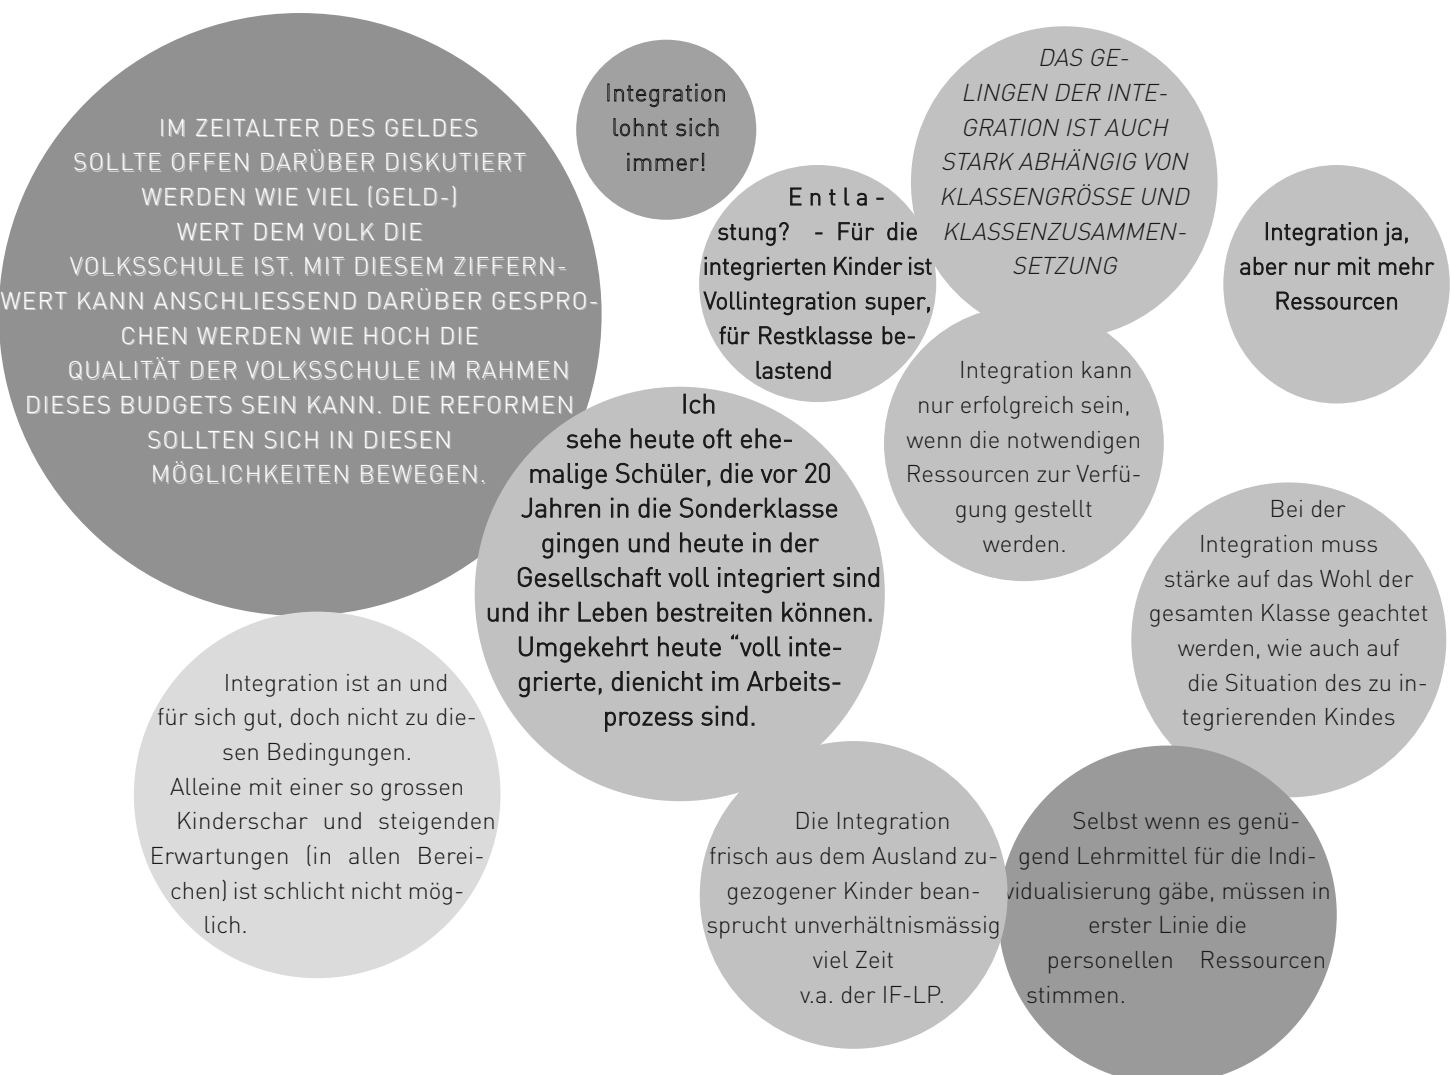 IM ZEITALTER DES GELDES
SOLLTE OFFEN DARÜBER DISKUTIERT
WERDEN WIE VIEL (GELD-)
WERT DEM VOLK DIE
VOLKSSCHULE IST. MIT DIESEM ZIFFERN-
WERT KANN ANSCHLIESSEND DARÜBER GESPRO-
CHEN WERDEN WIE HOCH DIE
QUALITÄT DER VOLKSSCHULE IM RAHMEN
DIESES BUDGETS SEIN KANN. DIE REFORMEN
SOLLTEN SICH IN DIESEN
MÖGLICHKEITEN BEWEGEN.
Integration
lohnt sich
immer!
DAS GE-
LINGEN DER INTE-
GRATION IST AUCH
STARK ABHÄNGIG VON
KLASSENGRÖSSE UND
KLASSENZUSAMMEN-
SETZUNG
Entla-
stung? - Für die
integrierten Kinder ist
Vollintegration super,
für Restklasse be-
lastend
Integration ja,
aber nur mit mehr
Ressourcen
Integration kann
nur erfolgreich sein,
wenn die notwendigen
Ressourcen zur Verfü-
gung gestellt
werden.
Ich
sehe heute oft ehe-
malige Schüler, die vor 20
Jahren in die Sonderklasse
gingen und heute in der
Gesellschaft voll integriert sind
und ihr Leben bestreiten können.
Umgekehrt heute “voll inte-
grierte, dienicht im Arbeits-
prozess sind.
Bei der
Integration muss
stärke auf das Wohl der
gesamten Klasse geachtet
werden, wie auch auf
die Situation des zu in-
tegrierenden Kindes
Integration ist an und
für sich gut, doch nicht zu die-
sen Bedingungen.
Alleine mit einer so grossen
Kinderschar und steigenden
Erwartungen (in allen Berei-
chen) ist schlicht nicht mög-
lich.
Die Integration
frisch aus dem Ausland zu-
gezogener Kinder bean-
sprucht unverhältnismässig
viel Zeit
v.a. der IF-LP.
Selbst wenn es genü-
gend Lehrmittel für die Indi-
vidualisierung gäbe, müssen in
erster Linie die
personellen Ressourcen
stimmen.